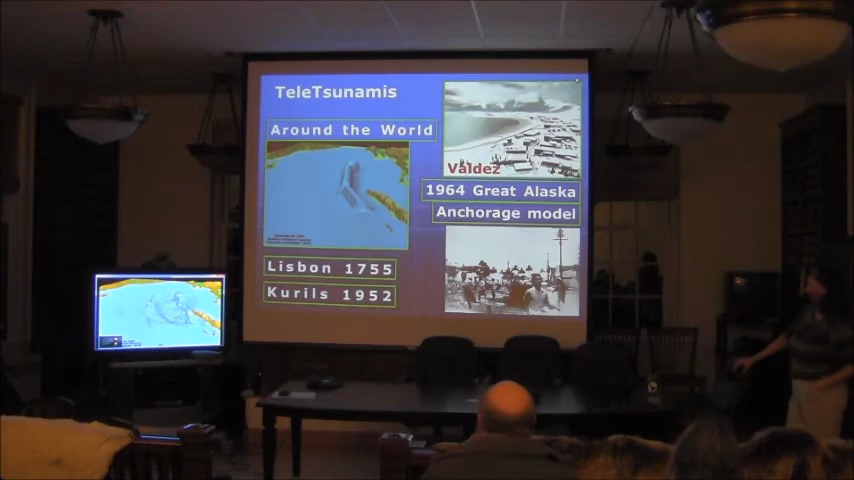 TeleTsunamis
Around the World
Valdez
1964 Great Alaska
Anchorage model
Lisbon 1755
Kurils 1952